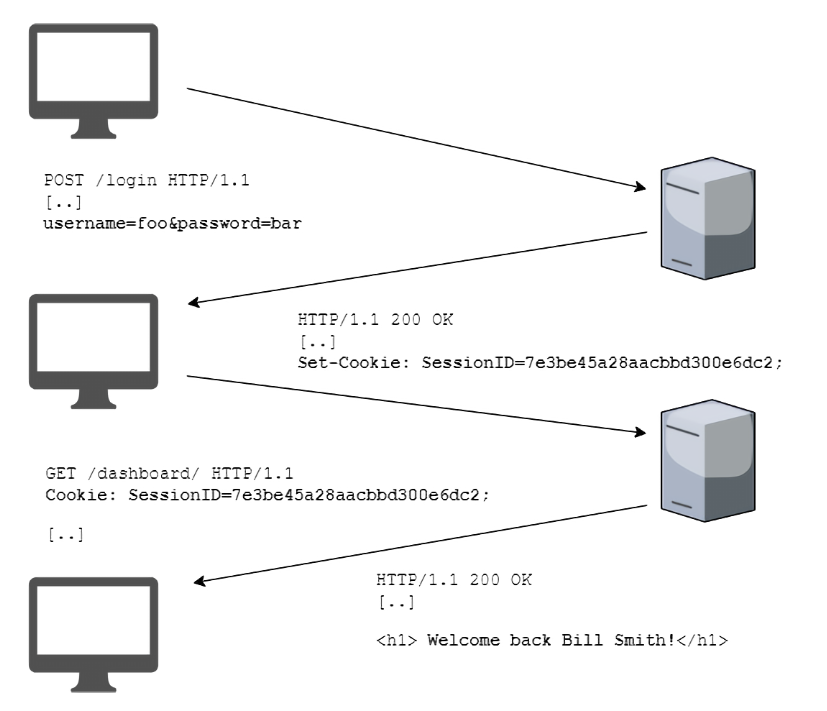 POST /login HTTP/1.1
[..]
username=foo&password=bar
HTTP/1.1 200 OK
[..]
Set-Cookie: SessionID=7e3be45a28aacbbd300e6dc2;
GET /dashboard/ HTTP/1.1
Cookie: SessionID=7e3be45a28aacbbd300e6dc2;
[..]
HTTP/1.1 200 OK
[..]
<h1> Welcome back Bill Smith!</h1>